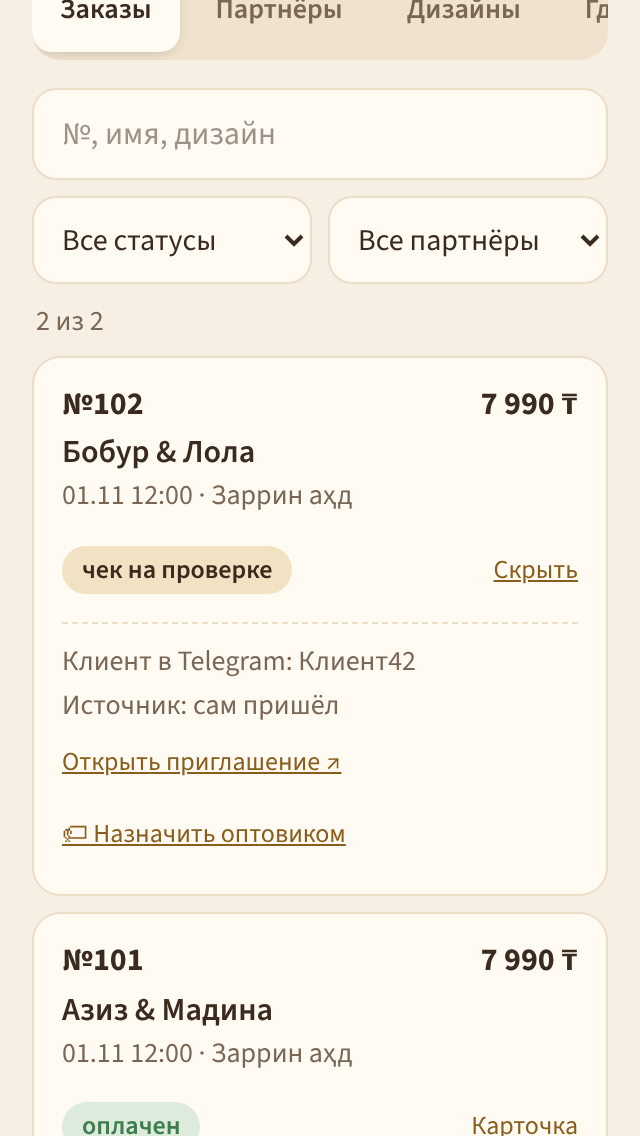 Заказы Партнёры Дизайны
№, имя, дизайн
Все статусы Все партнёры
2 из 2
№102 7 990 ₸
Бобур & Лола
01.11 12:00 · Заррин аҳд
чек на проверке Скрыть
Клиент в Telegram: Клиент42
Источник: сам пришёл
Открыть приглашение ↗
🏷 Назначить оптовиком
№101 7 990 ₸
Азиз & Мадина
01.11 12:00 · Заррин аҳд
оплачен Карточка